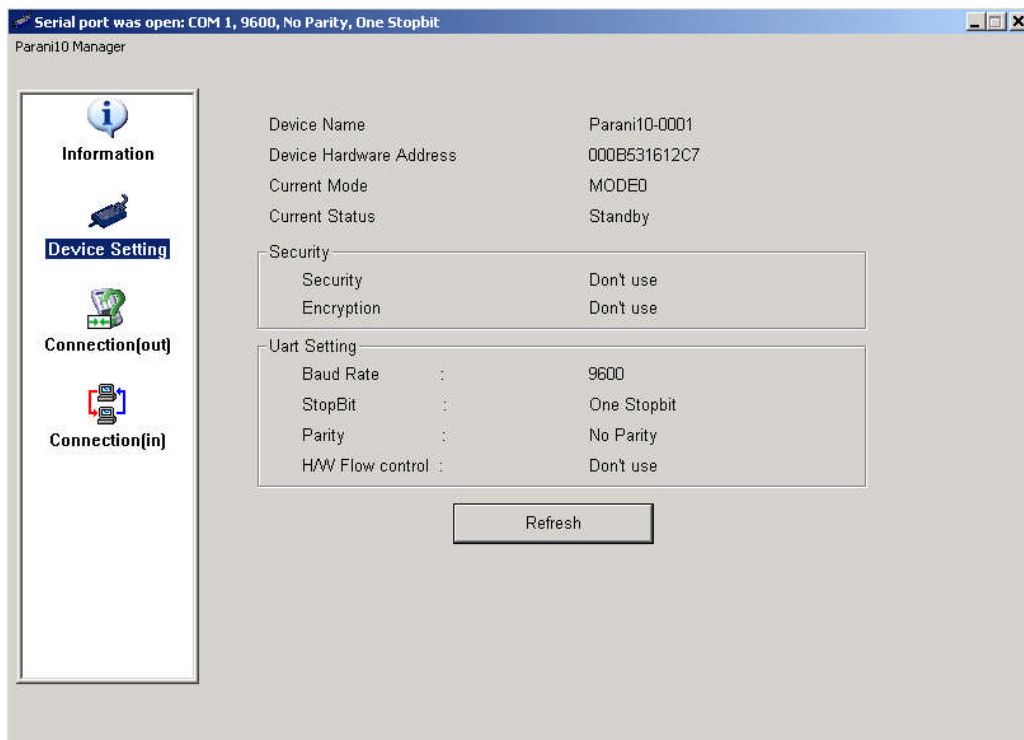 Serial port was open: COM 1, 9600, No Parity, One Stopbit
Parani10 Manager
Information
Device Setting
Connection(out)
Connection(in)
Device Name Parani10-0001
Device Hardware Address 000B531612C7
Current Mode MODE0
Current Status Standby
Security
Security Don't use
Encryption Don't use
Uart Setting
Baud Rate : 9600
StopBit : One Stopbit
Parity : No Parity
H/W Flow control : Don't use
Refresh